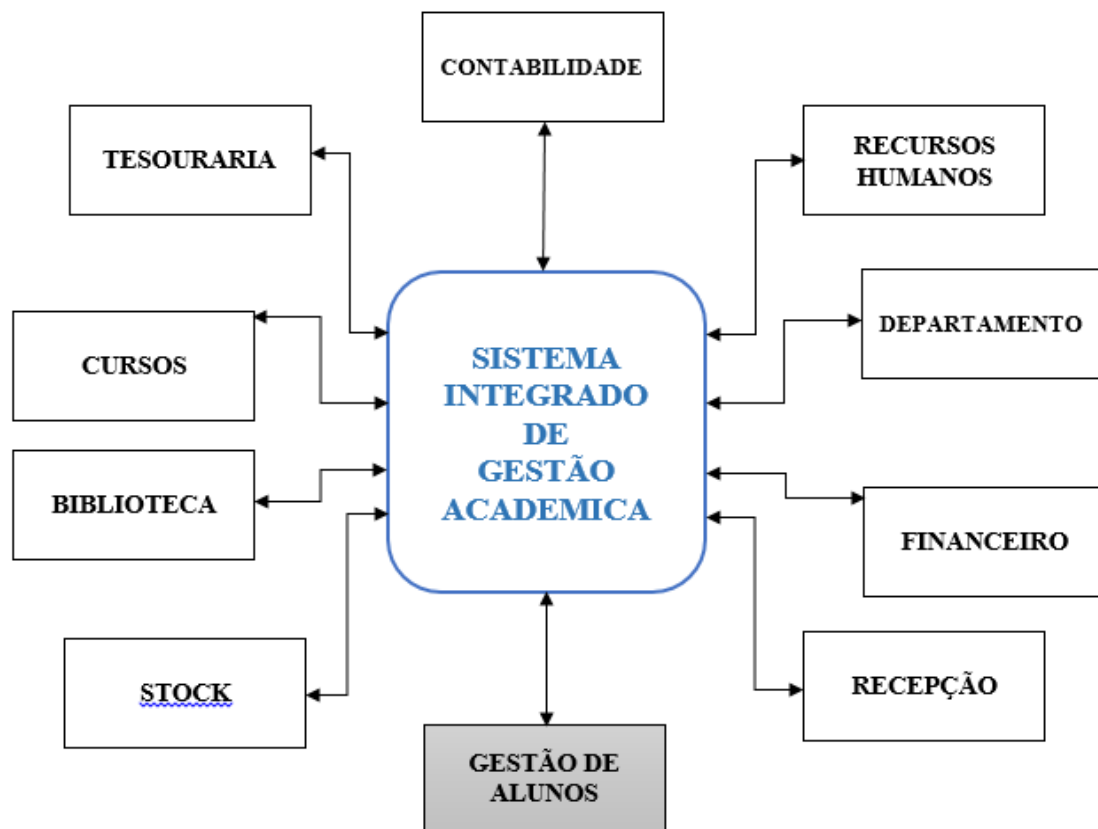 CONTABILIDADE
TESOURARIA
RECURSOS
HUMANOS
CURSOS
SISTEMA
INTEGRADO
DE
GESTÃO
ACADEMICA
DEPARTAMENTO
BIBLIOTECA
FINANCEIRO
STOCK
RECEPÇÃO
GESTÃO DE
ALUNOS